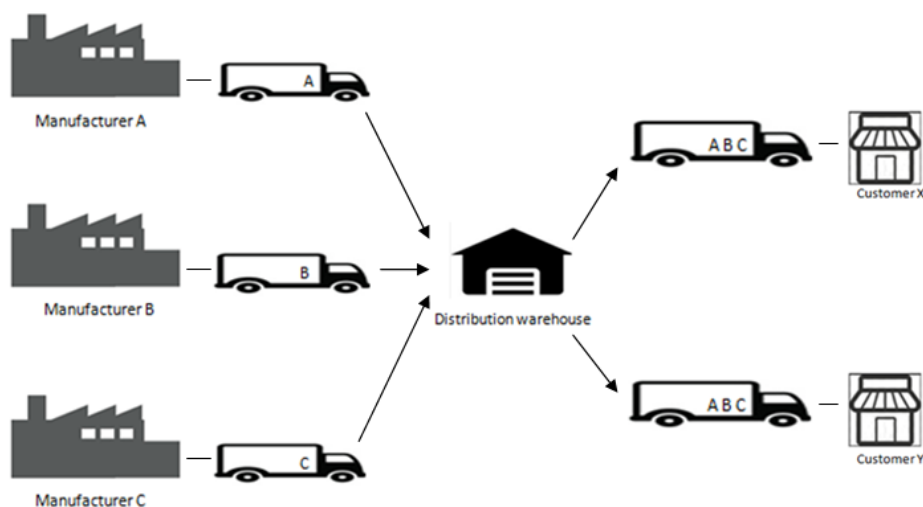 A
Manufacturer A
A B C
Customer X
B
Manufacturer B
Distribution warehouse
A B C
Customer Y
C
Manufacturer C